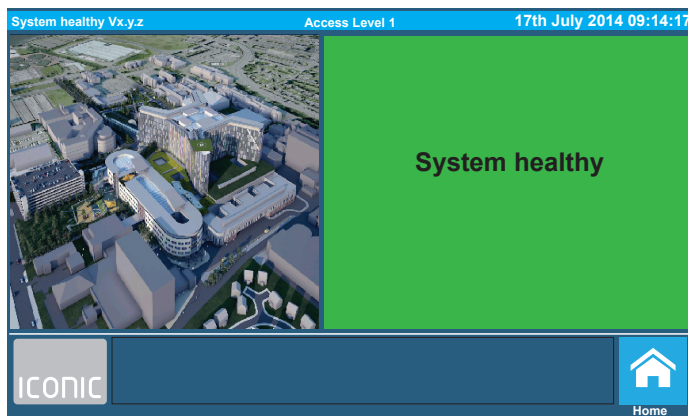 System healthy Vx.y.z
Access Level 1
17th July 2014 09:14:17
System healthy
ICONIC
Home